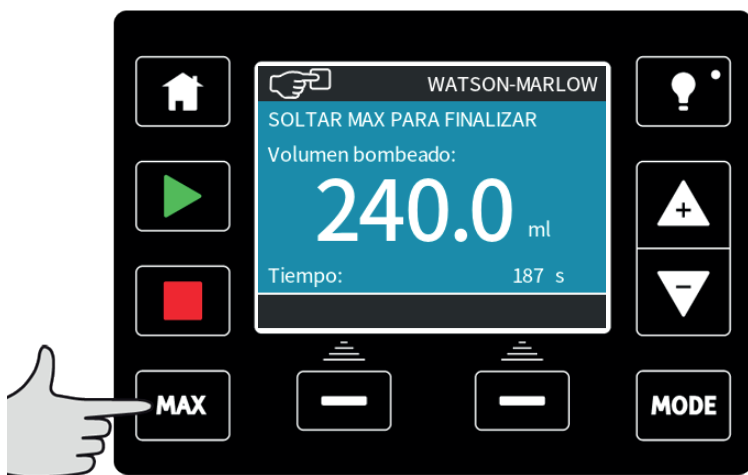 WATSON-MARLOW
SOLTAR MAX PARA FINALIZAR
Volumen bombeado:
240.0 ml
Tiempo: 187 s
+
−
MAX
MODE